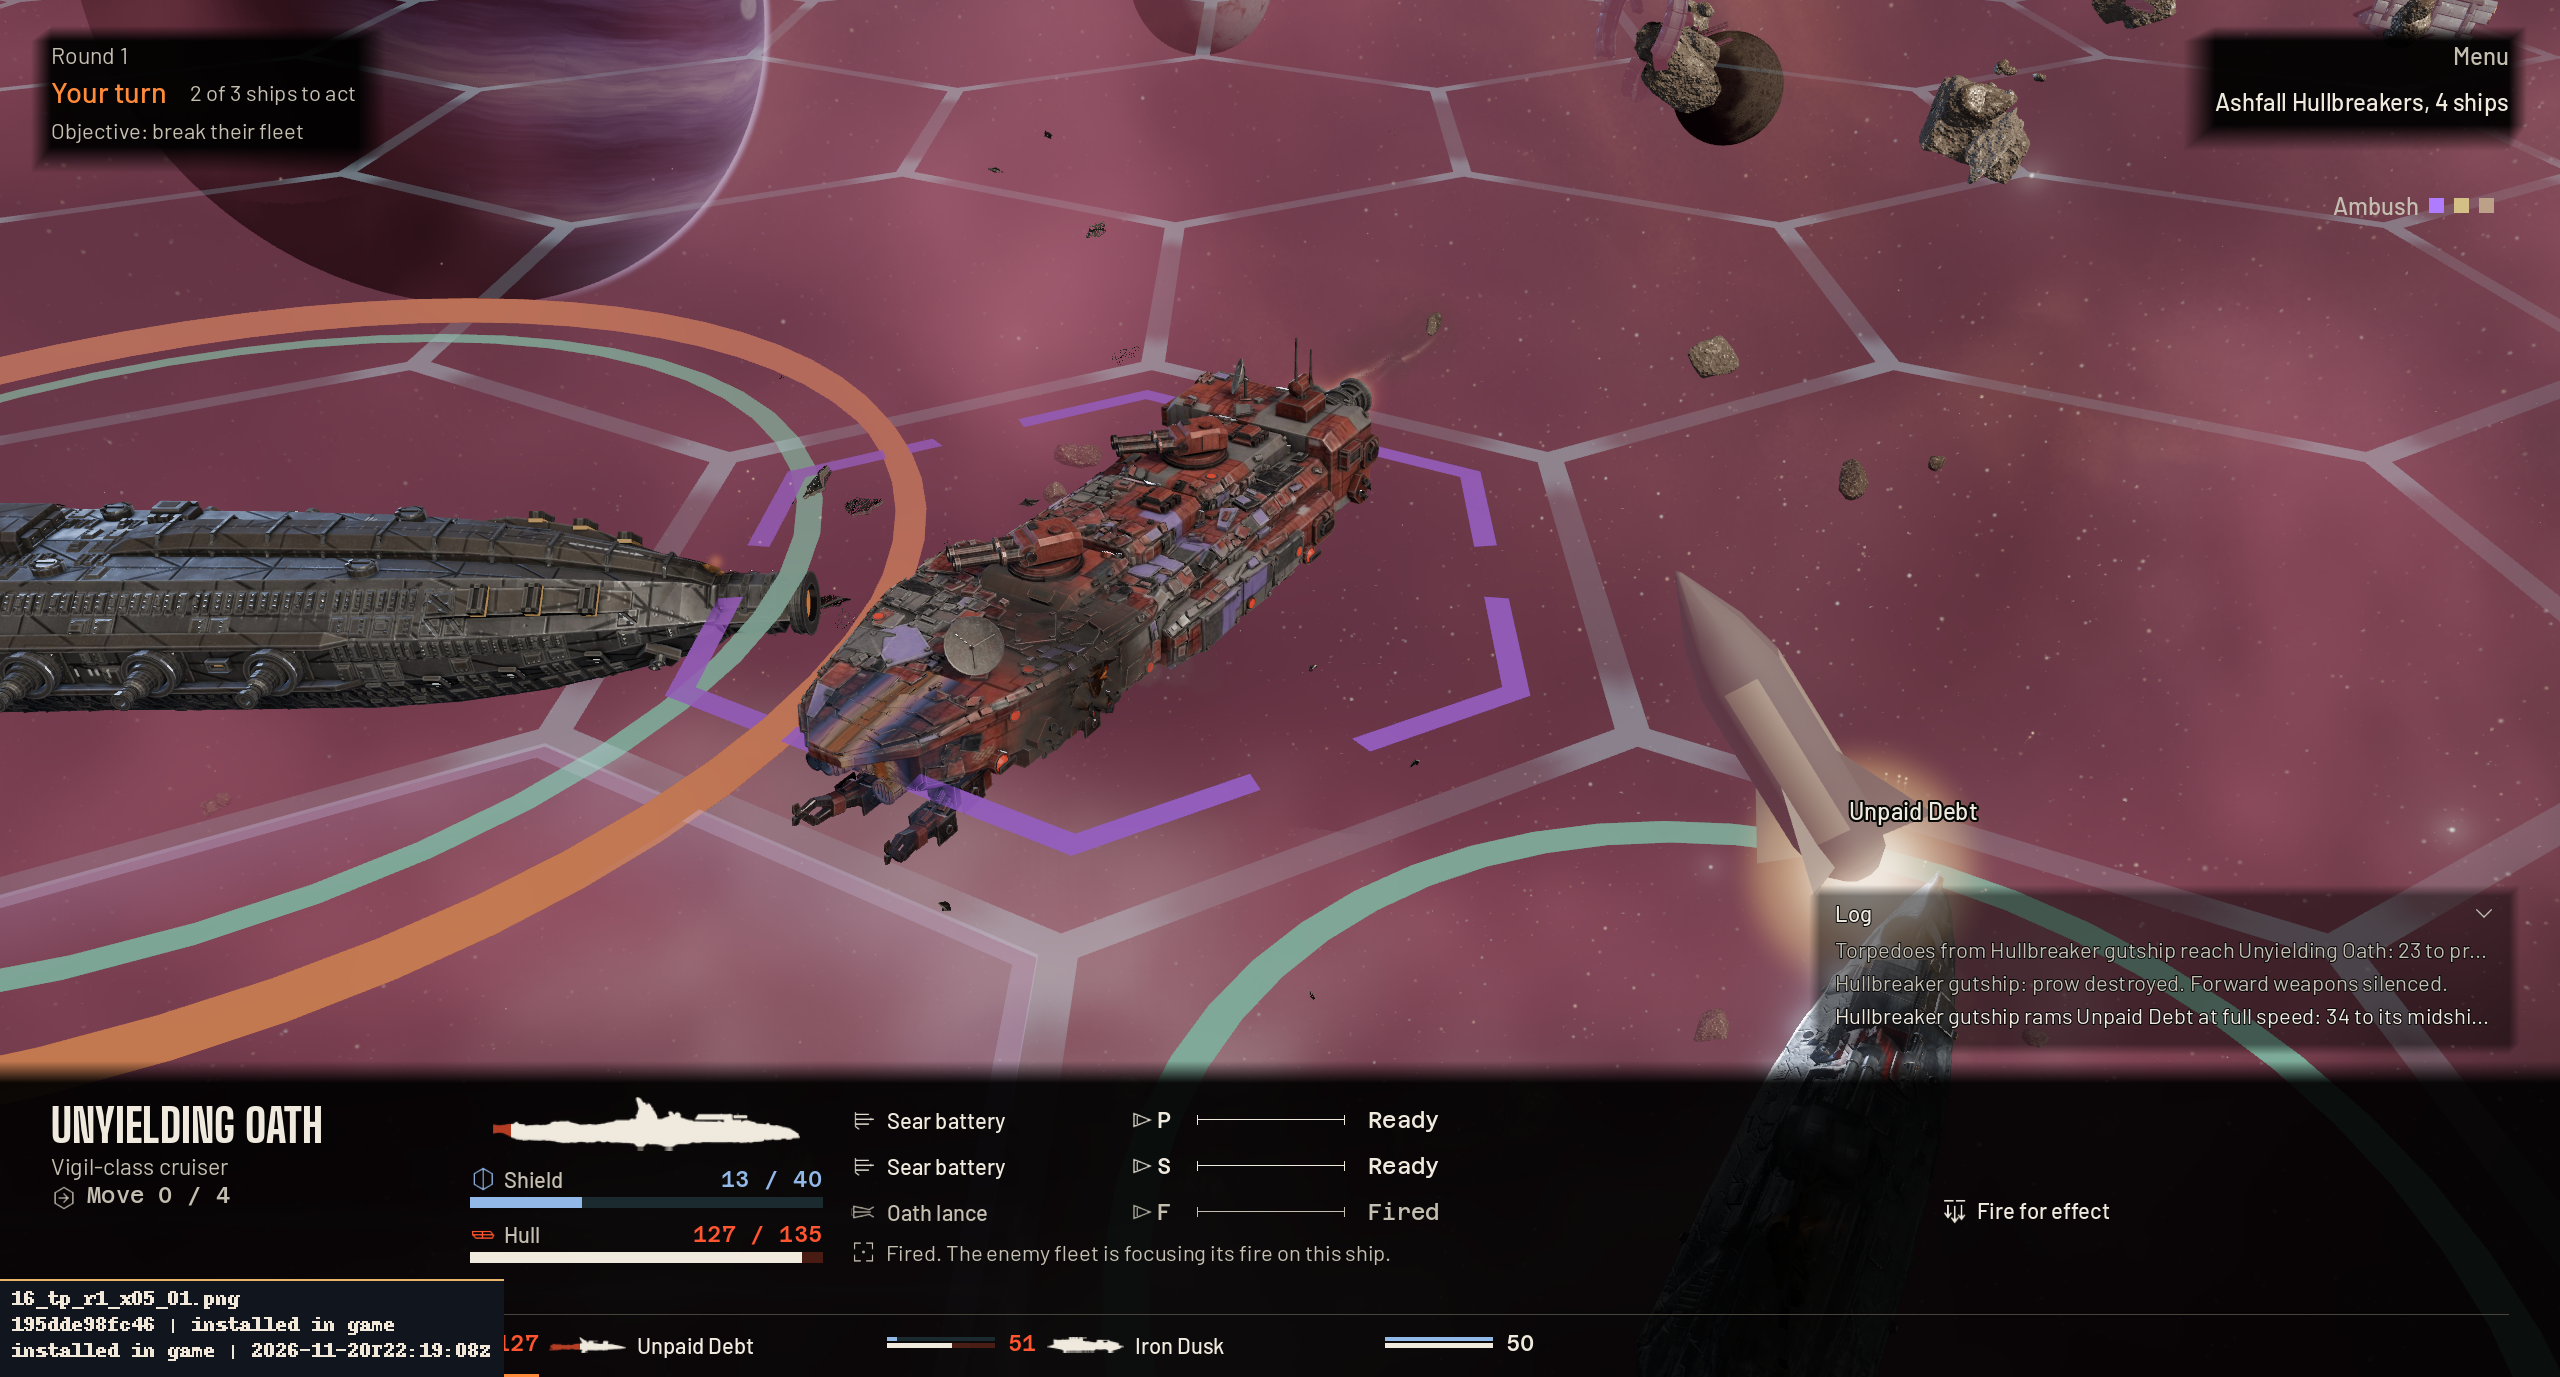 Round 1
Your turn 2 of 3 ships to act
Objective: break their fleet
Menu
Ashfall Hullbreakers, 4 ships
Ambush
Unpaid Debt
Log
Torpedoes from Hullbreaker gutship reach Unyielding Oath: 23 to pr...
Hullbreaker gutship: prow destroyed. Forward weapons silenced.
Hullbreaker gutship rams Unpaid Debt at full speed: 34 to its midshi...
UNYIELDING OATH
Vigil-class cruiser
Move 0 / 4
Shield 13 / 40
Hull 127 / 135
Sear battery P Ready
Sear battery S Ready
Oath lance F Fired
Fired. The enemy fleet is focusing its fire on this ship.
Fire for effect
16_tp_r1_x05_01.png
195dde98fc46 | installed in game
installed in game | 2026-11-20T22:19:08Z
127 Unpaid Debt 51 Iron Dusk 50